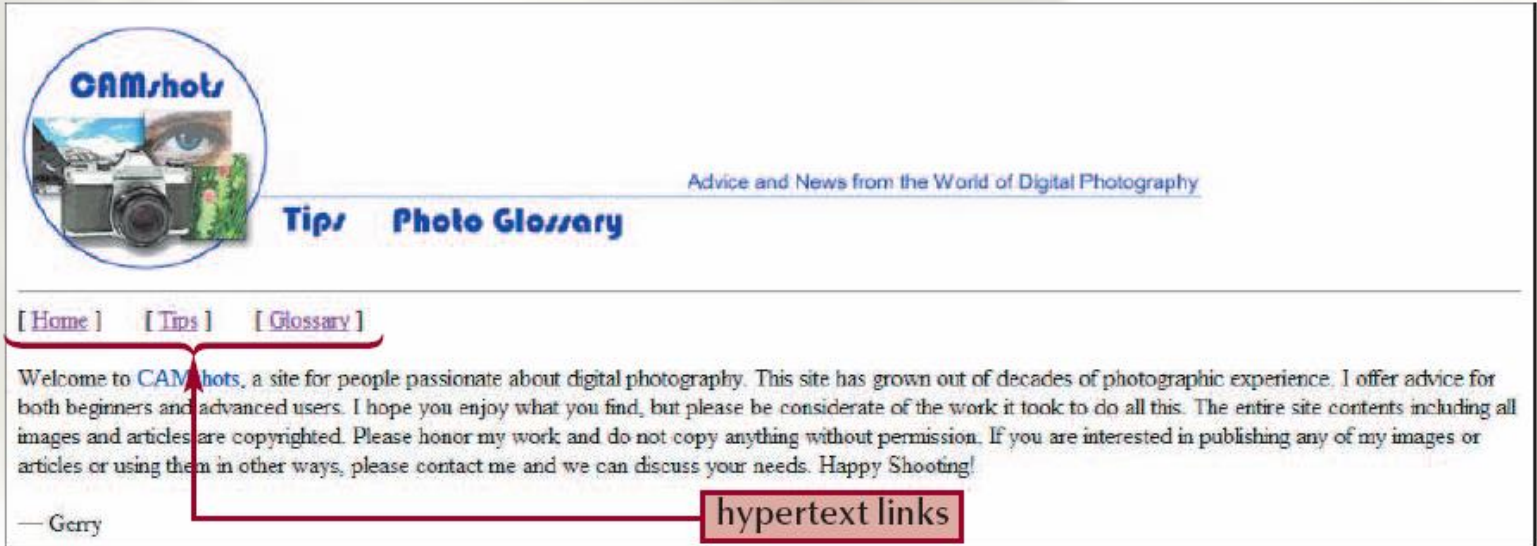 CAMshots
Advice and News from the World of Digital Photography
Tips Photo Glossary
[ Home ] [ Tips ] [ Glossary ]
Welcome to CAMshots, a site for people passionate about digital photography. This site has grown out of decades of photographic experience. I offer advice for
both beginners and advanced users. I hope you enjoy what you find, but please be considerate of the work it took to do all this. The entire site contents including all
images and articles are copyrighted. Please honor my work and do not copy anything without permission. If you are interested in publishing any of my images or
articles or using them in other ways, please contact me and we can discuss your needs. Happy Shooting!
hypertext links
— Gerry